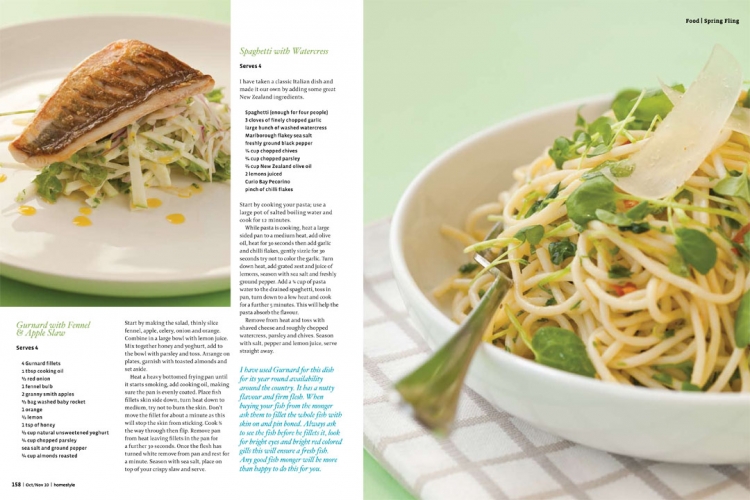 Food | Spring Fling
Spaghetti with Watercress
Serves 4
I have taken a classic Italian dish and
made it our own by adding some great
New Zealand ingredients.
Spaghetti (enough for four people)
3 cloves of finely chopped garlic
large bunch of washed watercress
Marlborough flakey sea salt
freshly ground black pepper
cup chopped chives
cup chopped parsley
cup New Zealand olive oil
2 lemons juiced
Curio Bay Pecorino
pinch of chilli flakes
Start by cooking your pasta; use a
large pot of salted boiling water and
cook for 12 minutes.
While pasta is cooking, heat a large
sided pan to a medium heat, add olive
oil, heat for 30 seconds then add garlic
and chilli flakes, gently sizzle for 30
seconds try not to color the garlic. Turn
down heat, add grated zest and juice of
lemons, season with sea salt and freshly
ground pepper. Add a cup of pasta
water to the drained spaghetti, toss in
pan, turn down to a low heat and cook
for a further 5 minutes. This will help the
pasta absorb the flavour.
Remove from heat and toss with
shaved cheese and roughly chopped
watercress, parsley and chives. Season
with salt, pepper and lemon juice, serve
straight away.
Gurnard with Fennel
& Apple Slaw
Serves 4
4 Gurnard fillets
1 tbsp cooking oil
½ red onion
1 fennel bulb
2 granny smith apples
bag washed baby rocket
1 orange
½ lemon
1 tsp of honey
cup natural unsweetened yoghurt
cup chopped parsley
sea salt and ground pepper
cup almonds roasted
Start by making the salad, thinly slice
fennel, apple, celery, onion and orange.
Combine in a large bowl with lemon juice.
Mix together honey and yoghurt, add to
the bowl with parsley and toss. Arrange on
plates, garnish with toasted almonds and
set aside.
Heat a heavy bottomed frying pan until
it starts smoking, add cooking oil, making
sure the pan is evenly coated. Place fish
fillets skin side down, turn heat down to
medium, try not to burn the skin. Don't
move the fillet for about a minute as this
will stop the skin from sticking. Cook
the way through then flip. Remove pan
from heat leaving fillets in the pan for
a further 30 seconds. Once the flesh has
turned white remove from pan and rest for
a minute. Season with sea salt, place on
top of your crispy slaw and serve.
I have used Gurnard for this dish
for its year round availability
around the country. It has a nutty
flavour and firm flesh. When
buying your fish from the monger
ask them to fillet the whole fish with
skin on and pin boned. Always ask
to see the fish before he fillets it, look
for bright eyes and bright red colored
gills this will ensure a fresh fish.
Any good fish monger will be more
than happy to do this for you.
158 | Oct/Nov 10 | homestyle